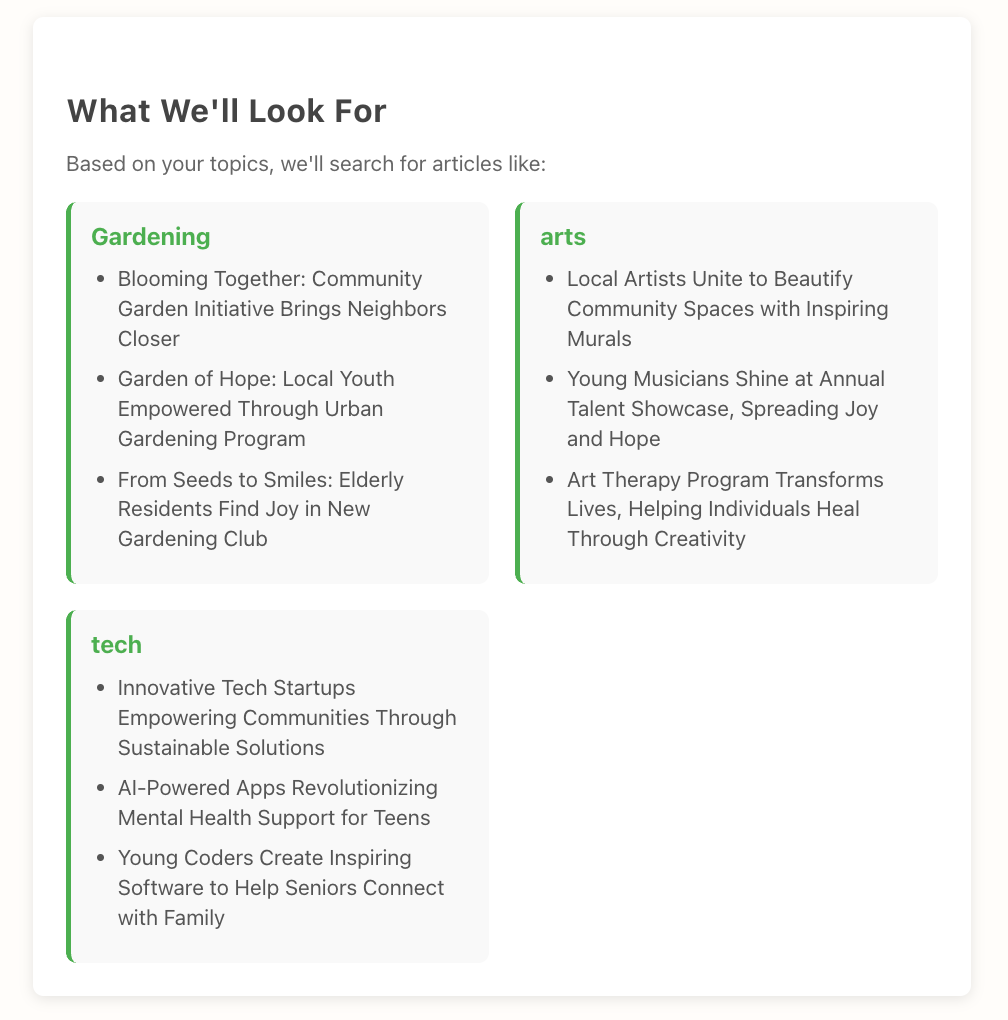 What We'll Look For
Based on your topics, we'll search for articles like:
Gardening
• Blooming Together: Community
Garden Initiative Brings Neighbors
Closer
• Garden of Hope: Local Youth
Empowered Through Urban
Gardening Program
• From Seeds to Smiles: Elderly
Residents Find Joy in New
Gardening Club
arts
• Local Artists Unite to Beautify
Community Spaces with Inspiring
Murals
• Young Musicians Shine at Annual
Talent Showcase, Spreading Joy
and Hope
• Art Therapy Program Transforms
Lives, Helping Individuals Heal
Through Creativity
tech
• Innovative Tech Startups
Empowering Communities Through
Sustainable Solutions
• AI-Powered Apps Revolutionizing
Mental Health Support for Teens
• Young Coders Create Inspiring
Software to Help Seniors Connect
with Family